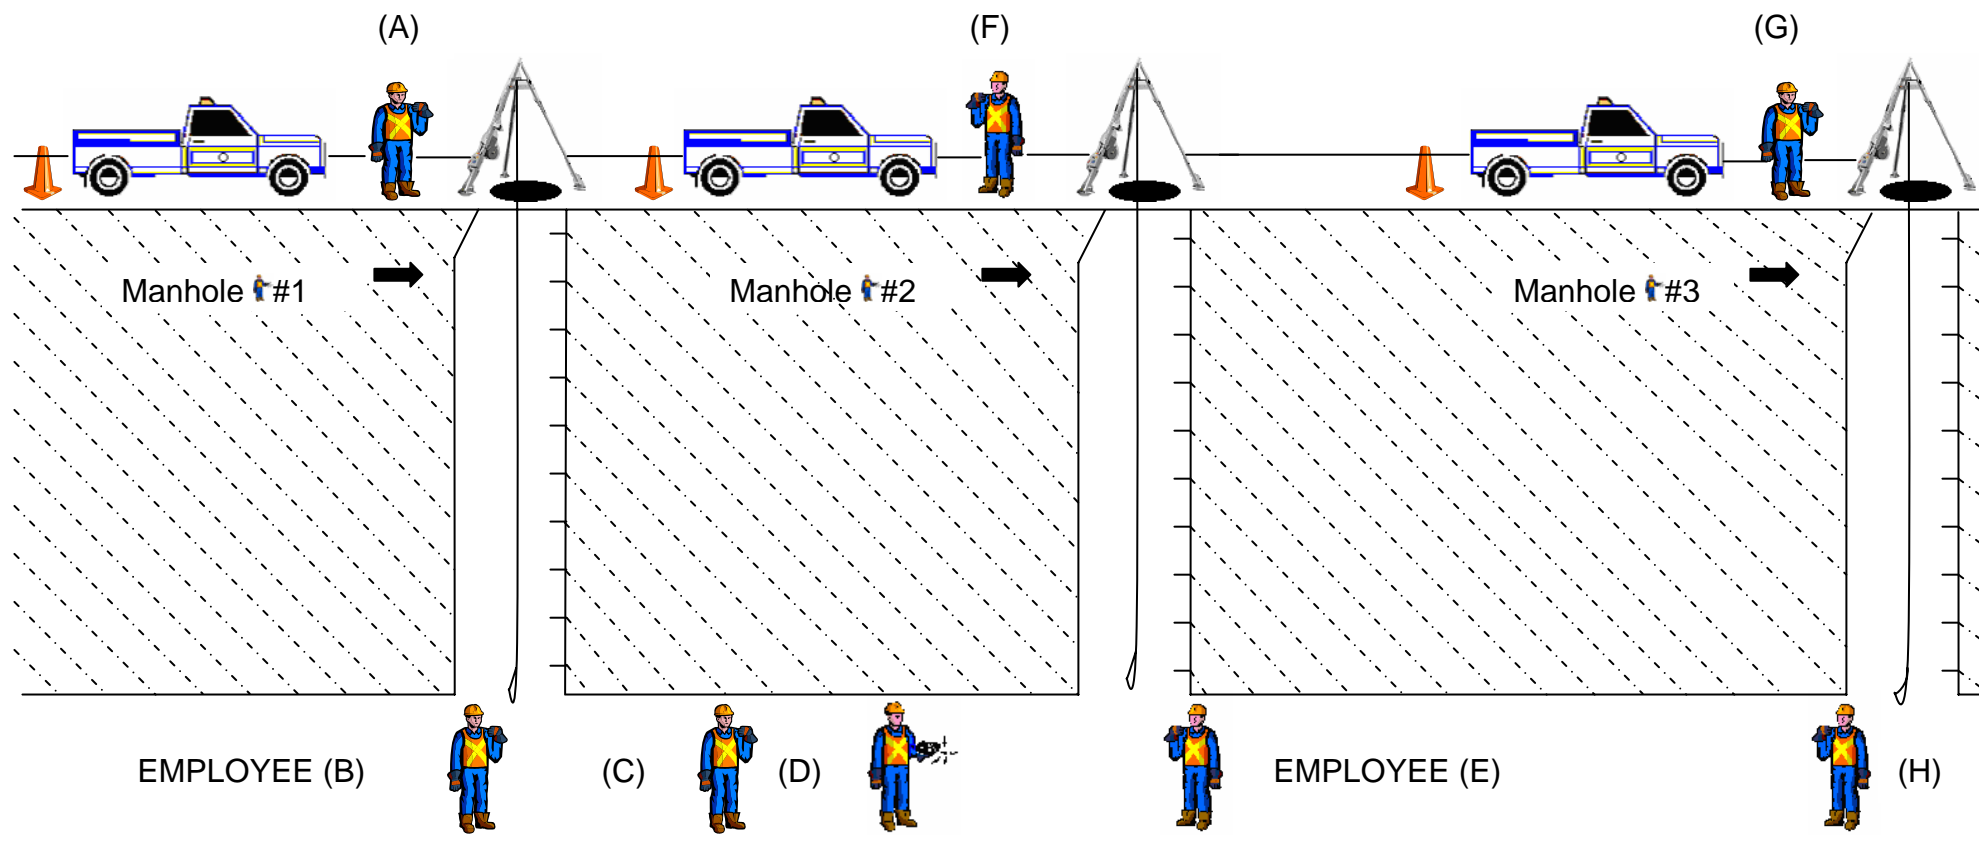 (A)
(F)
(G)
Manhole #1
Manhole #2
Manhole #3
EMPLOYEE (B)
(C)
(D)
EMPLOYEE (E)
(H)